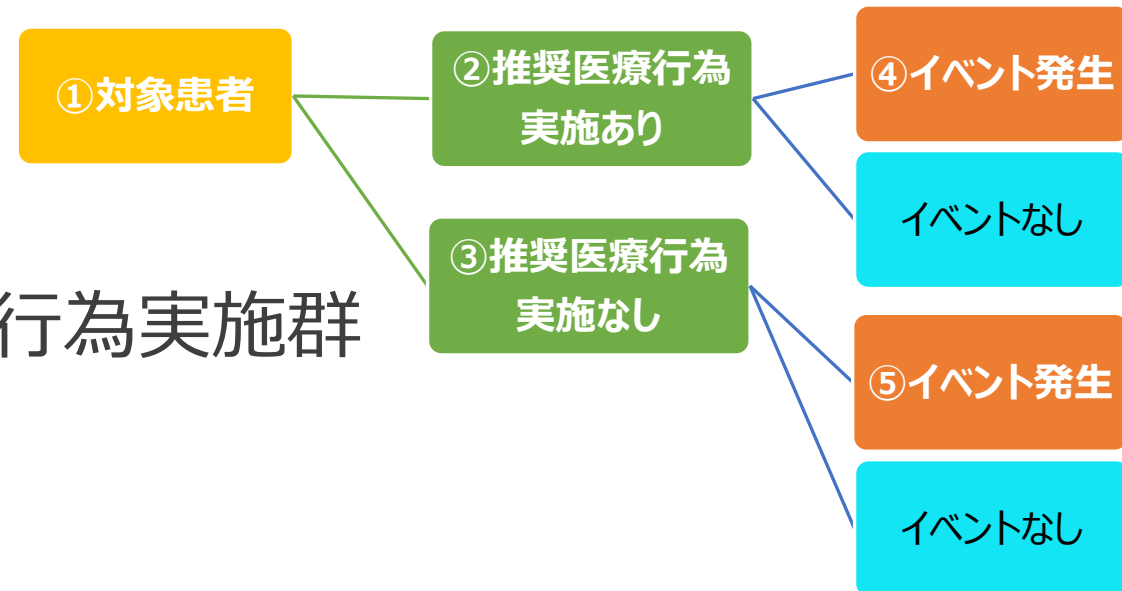 ①対象患者
②推奨医療行為
実施あり
④イベント発生
イベントなし
③推奨医療行為
実施なし
行為実施群
⑤イベント発生
イベントなし